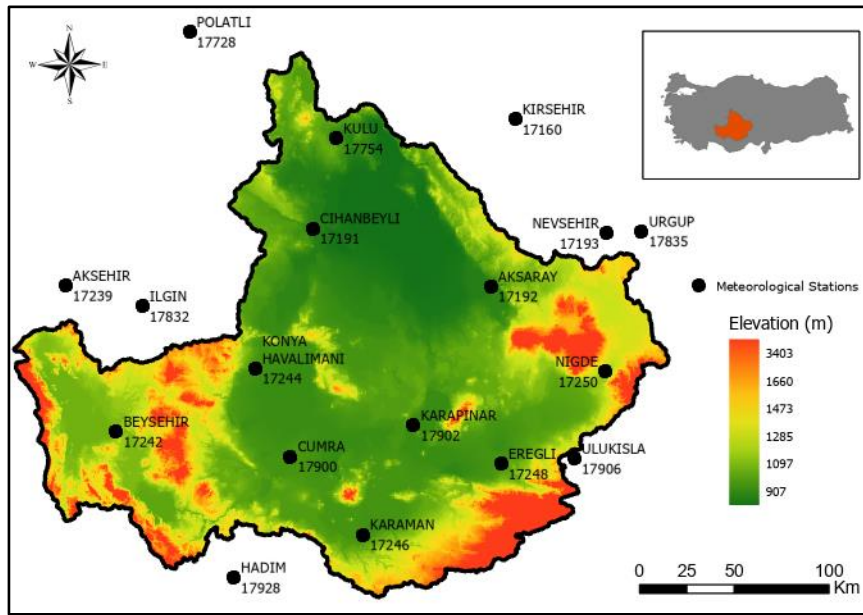 POLATLI
17728
N
W E
S
KIRSEHIR
17160
KULU
17754
CIHANBEYLI
17191
NEVSEHIR
17193
URGUP
17835
AKSEHIR
17239
ILGIN
17832
AKSARAY
17192
Meteorological Stations
Elevation (m)
3403
1660
1473
1285
1097
907
KONYA
HAVALIMANI
17244
NIGDE
17250
BEYSEHIR
17242
KARAPINAR
17902
CUMRA
17900
EREGLI
17248
ULUKISLA
17906
KARAMAN
17246
HADIM
17928
0 25 50 100
Km